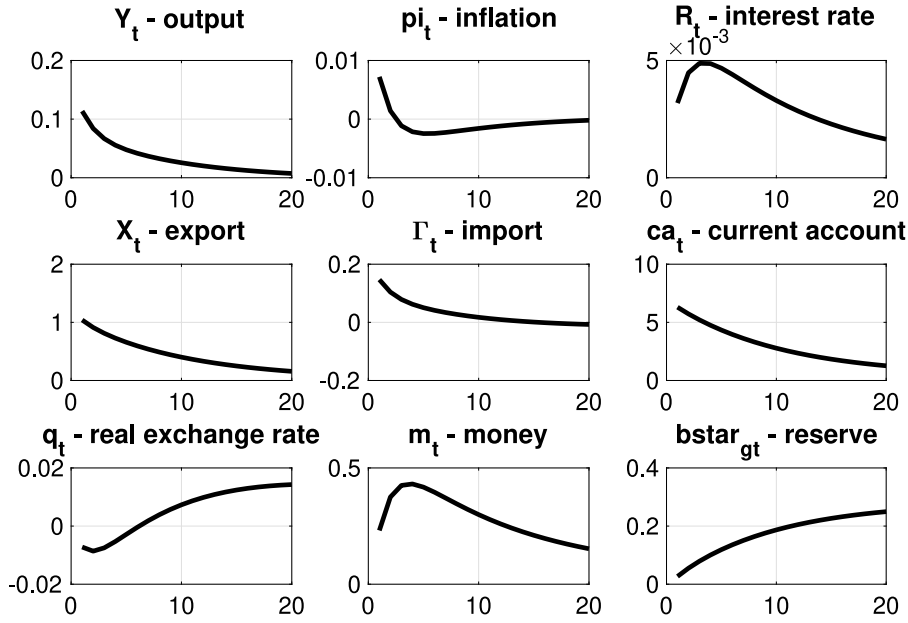 Y_t - output
pi_t - inflation
R_t - interest rate
0.2
0.1
0
0 10 20
0.01
0
-0.01
0 10 20
×10^-3
5
0
0 10 20
X_t - export
Γ_t - import
ca_t - current account
2
1
0
0 10 20
0.2
0
-0.2
0 10 20
10
5
0
0 10 20
q_t - real exchange rate
m_t - money
bstar_gt - reserve
0.02
0
-0.02
0 10 20
0.5
0
0 10 20
0.4
0.2
0
0 10 20